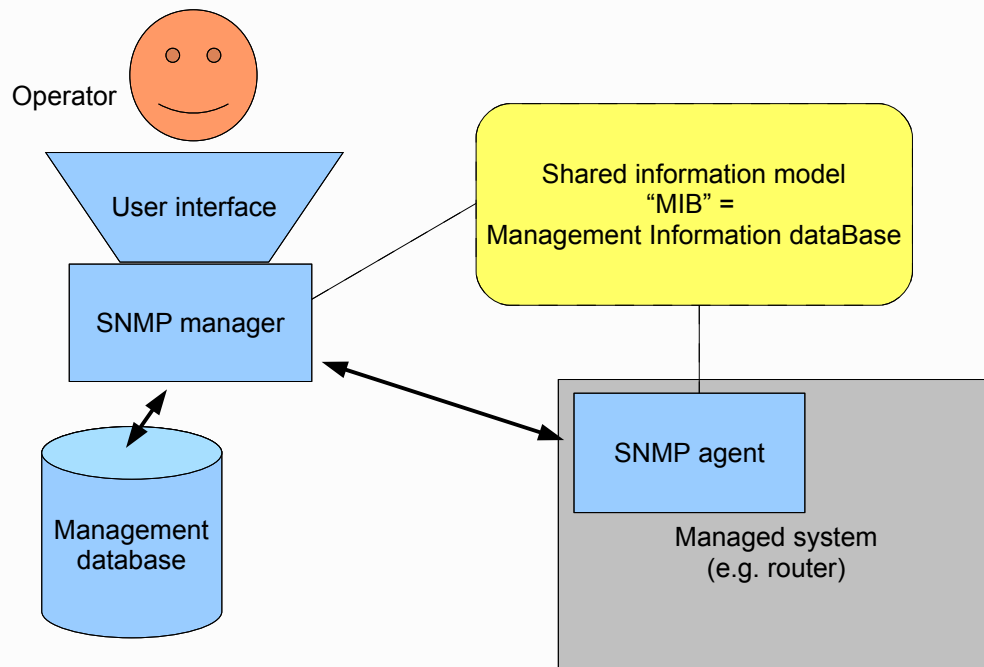 Operator
User interface
SNMP manager
Management
database
Shared information model
“MIB” =
Management Information dataBase
SNMP agent
Managed system
(e.g. router)